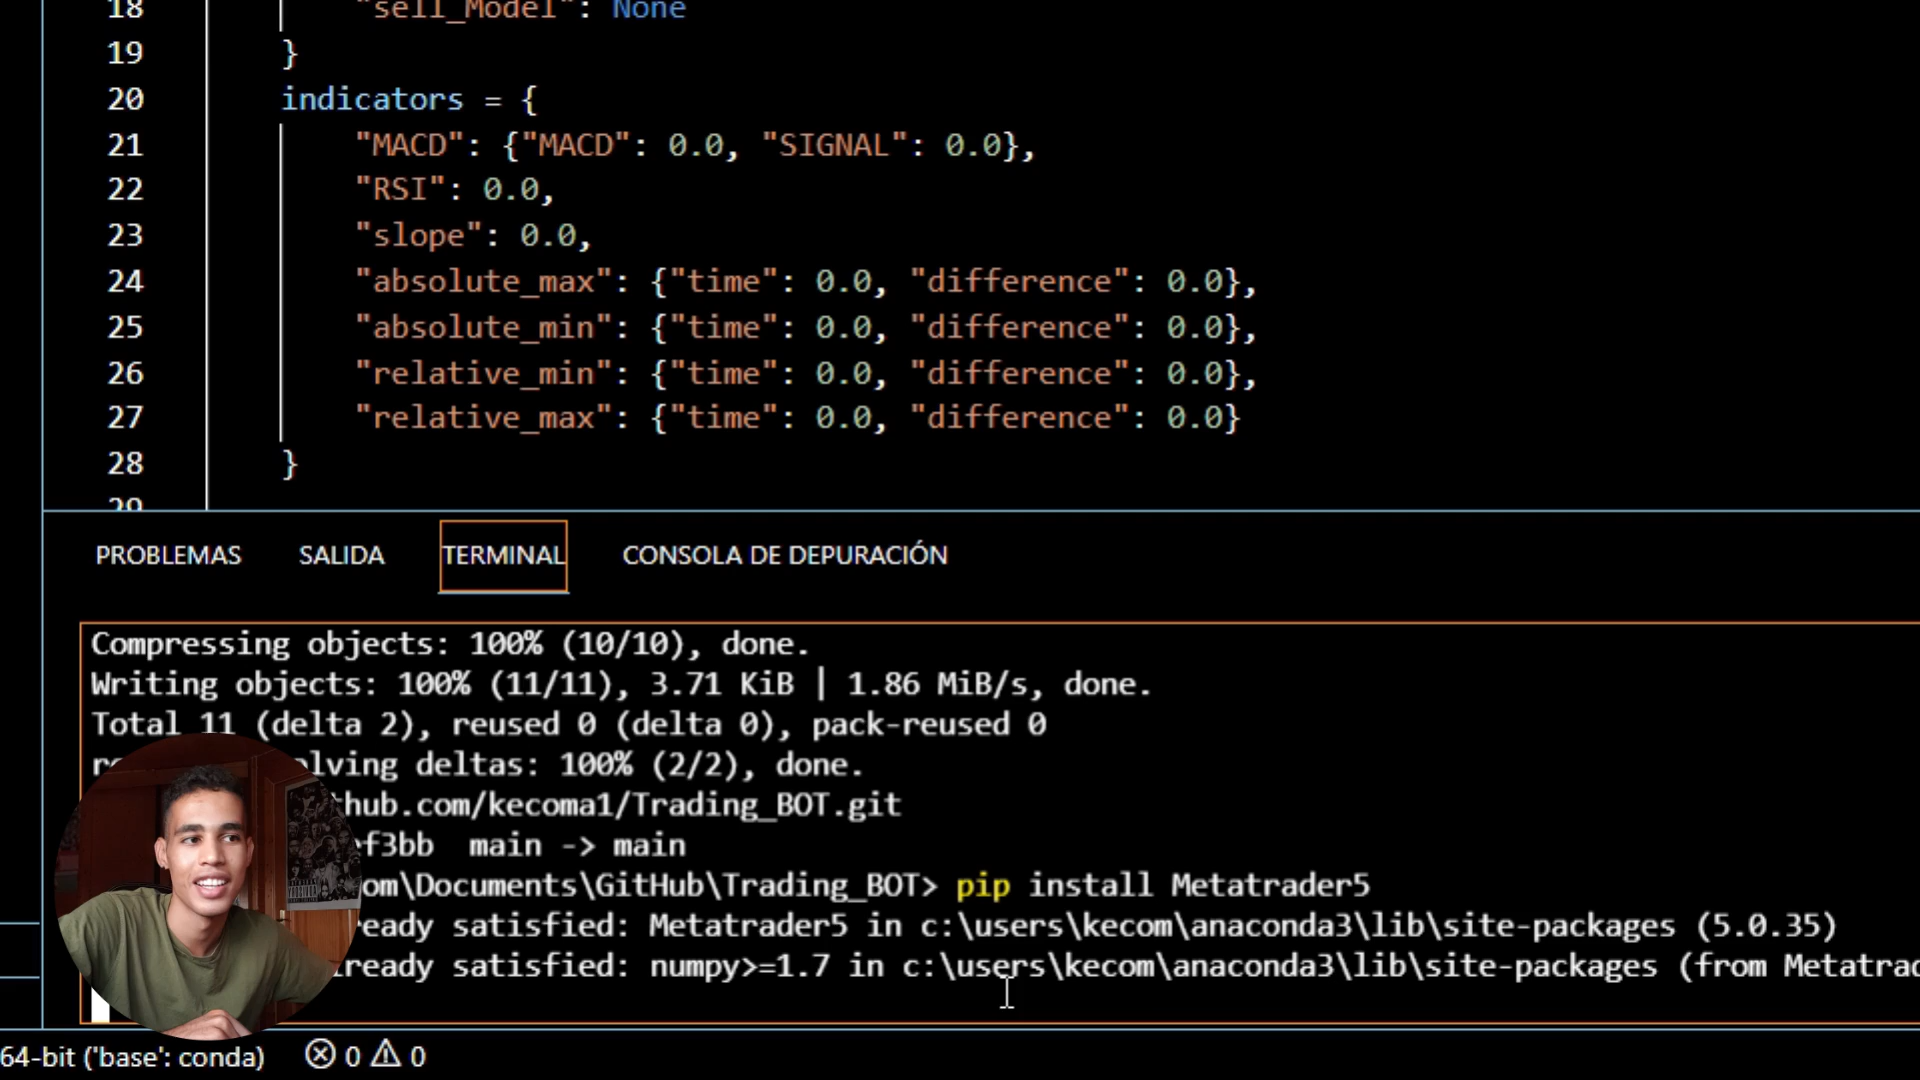 18 "sell_Model": None
19 }
20 indicators = {
21 "MACD": {"MACD": 0.0, "SIGNAL": 0.0},
22 "RSI": 0.0,
23 "slope": 0.0,
24 "absolute_max": {"time": 0.0, "difference": 0.0},
25 "absolute_min": {"time": 0.0, "difference": 0.0},
26 "relative_min": {"time": 0.0, "difference": 0.0},
27 "relative_max": {"time": 0.0, "difference": 0.0}
28 }
29
PROBLEMAS SALIDA TERMINAL CONSOLA DE DEPURACIÓN
Compressing objects: 100% (10/10), done.
Writing objects: 100% (11/11), 3.71 KiB | 1.86 MiB/s, done.
Total 11 (delta 2), reused 0 (delta 0), pack-reused 0
re lving deltas: 100% (2/2), done.
thub.com/kecoma1/Trading_BOT.git
ef3bb main -> main
om\Documents\GitHub\Trading_BOT> pip install Metatrader5
eady satisfied: Metatrader5 in c:\users\kecom\anaconda3\lib\site-packages (5.0.35)
ready satisfied: numpy>=1.7 in c:\users\kecom\anaconda3\lib\site-packages (from Metatrad
64-bit ('base': conda) 0 0